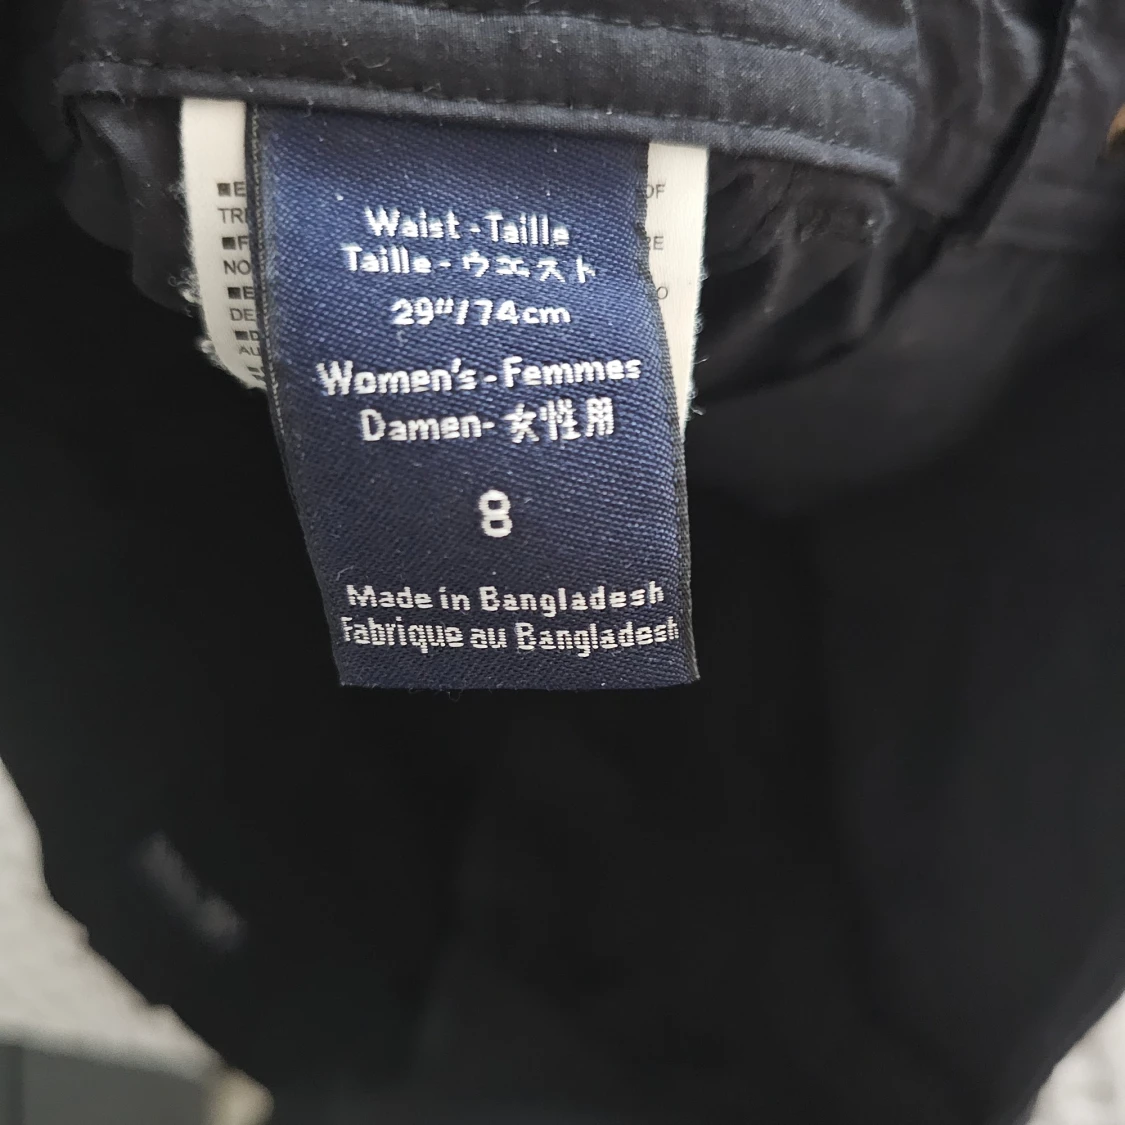 Waist - Taille
Taille - ウエスト
29"/74cm
Women's - Femmes
Damen- 女性用
8
Made in Bangladesh
Fabrique au Bangladesh